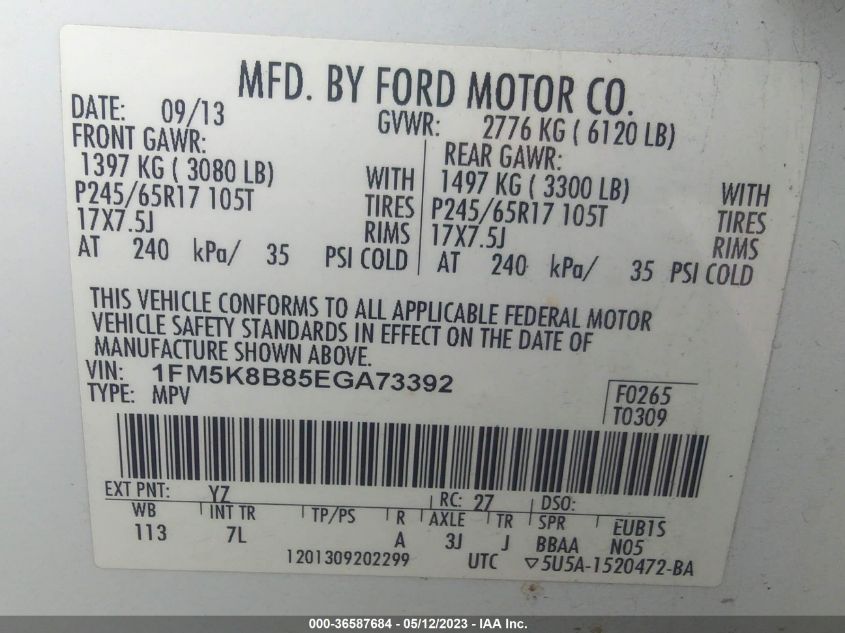 MFD. BY FORD MOTOR CO.
DATE: 09/13 GVWR: 2776 KG ( 6120 LB)
FRONT GAWR: REAR GAWR:
1397 KG ( 3080 LB) WITH 1497 KG ( 3300 LB) WITH
P245/65R17 105T TIRES P245/65R17 105T TIRES
17X7.5J RIMS 17X7.5J RIMS
AT 240 kPa/ 35 PSI COLD AT 240 kPa/ 35 PSI COLD
THIS VEHICLE CONFORMS TO ALL APPLICABLE FEDERAL MOTOR
VEHICLE SAFETY STANDARDS IN EFFECT ON THE DATE OF
MANUFACTURE SHOWN ABOVE.
VIN: 1FM5K8B85EGA73392
TYPE: MPV
F0265
T0309
EXT PNT: YZ RC: 27 DSO:
WB INT TR TP/PS R AXLE TR SPR EUB1S
113 7L A 3J J BBAA N05
1201309202299 UTC ▽5U5A-1520472-BA
000-36587684 - 05/12/2023 - IAA Inc.